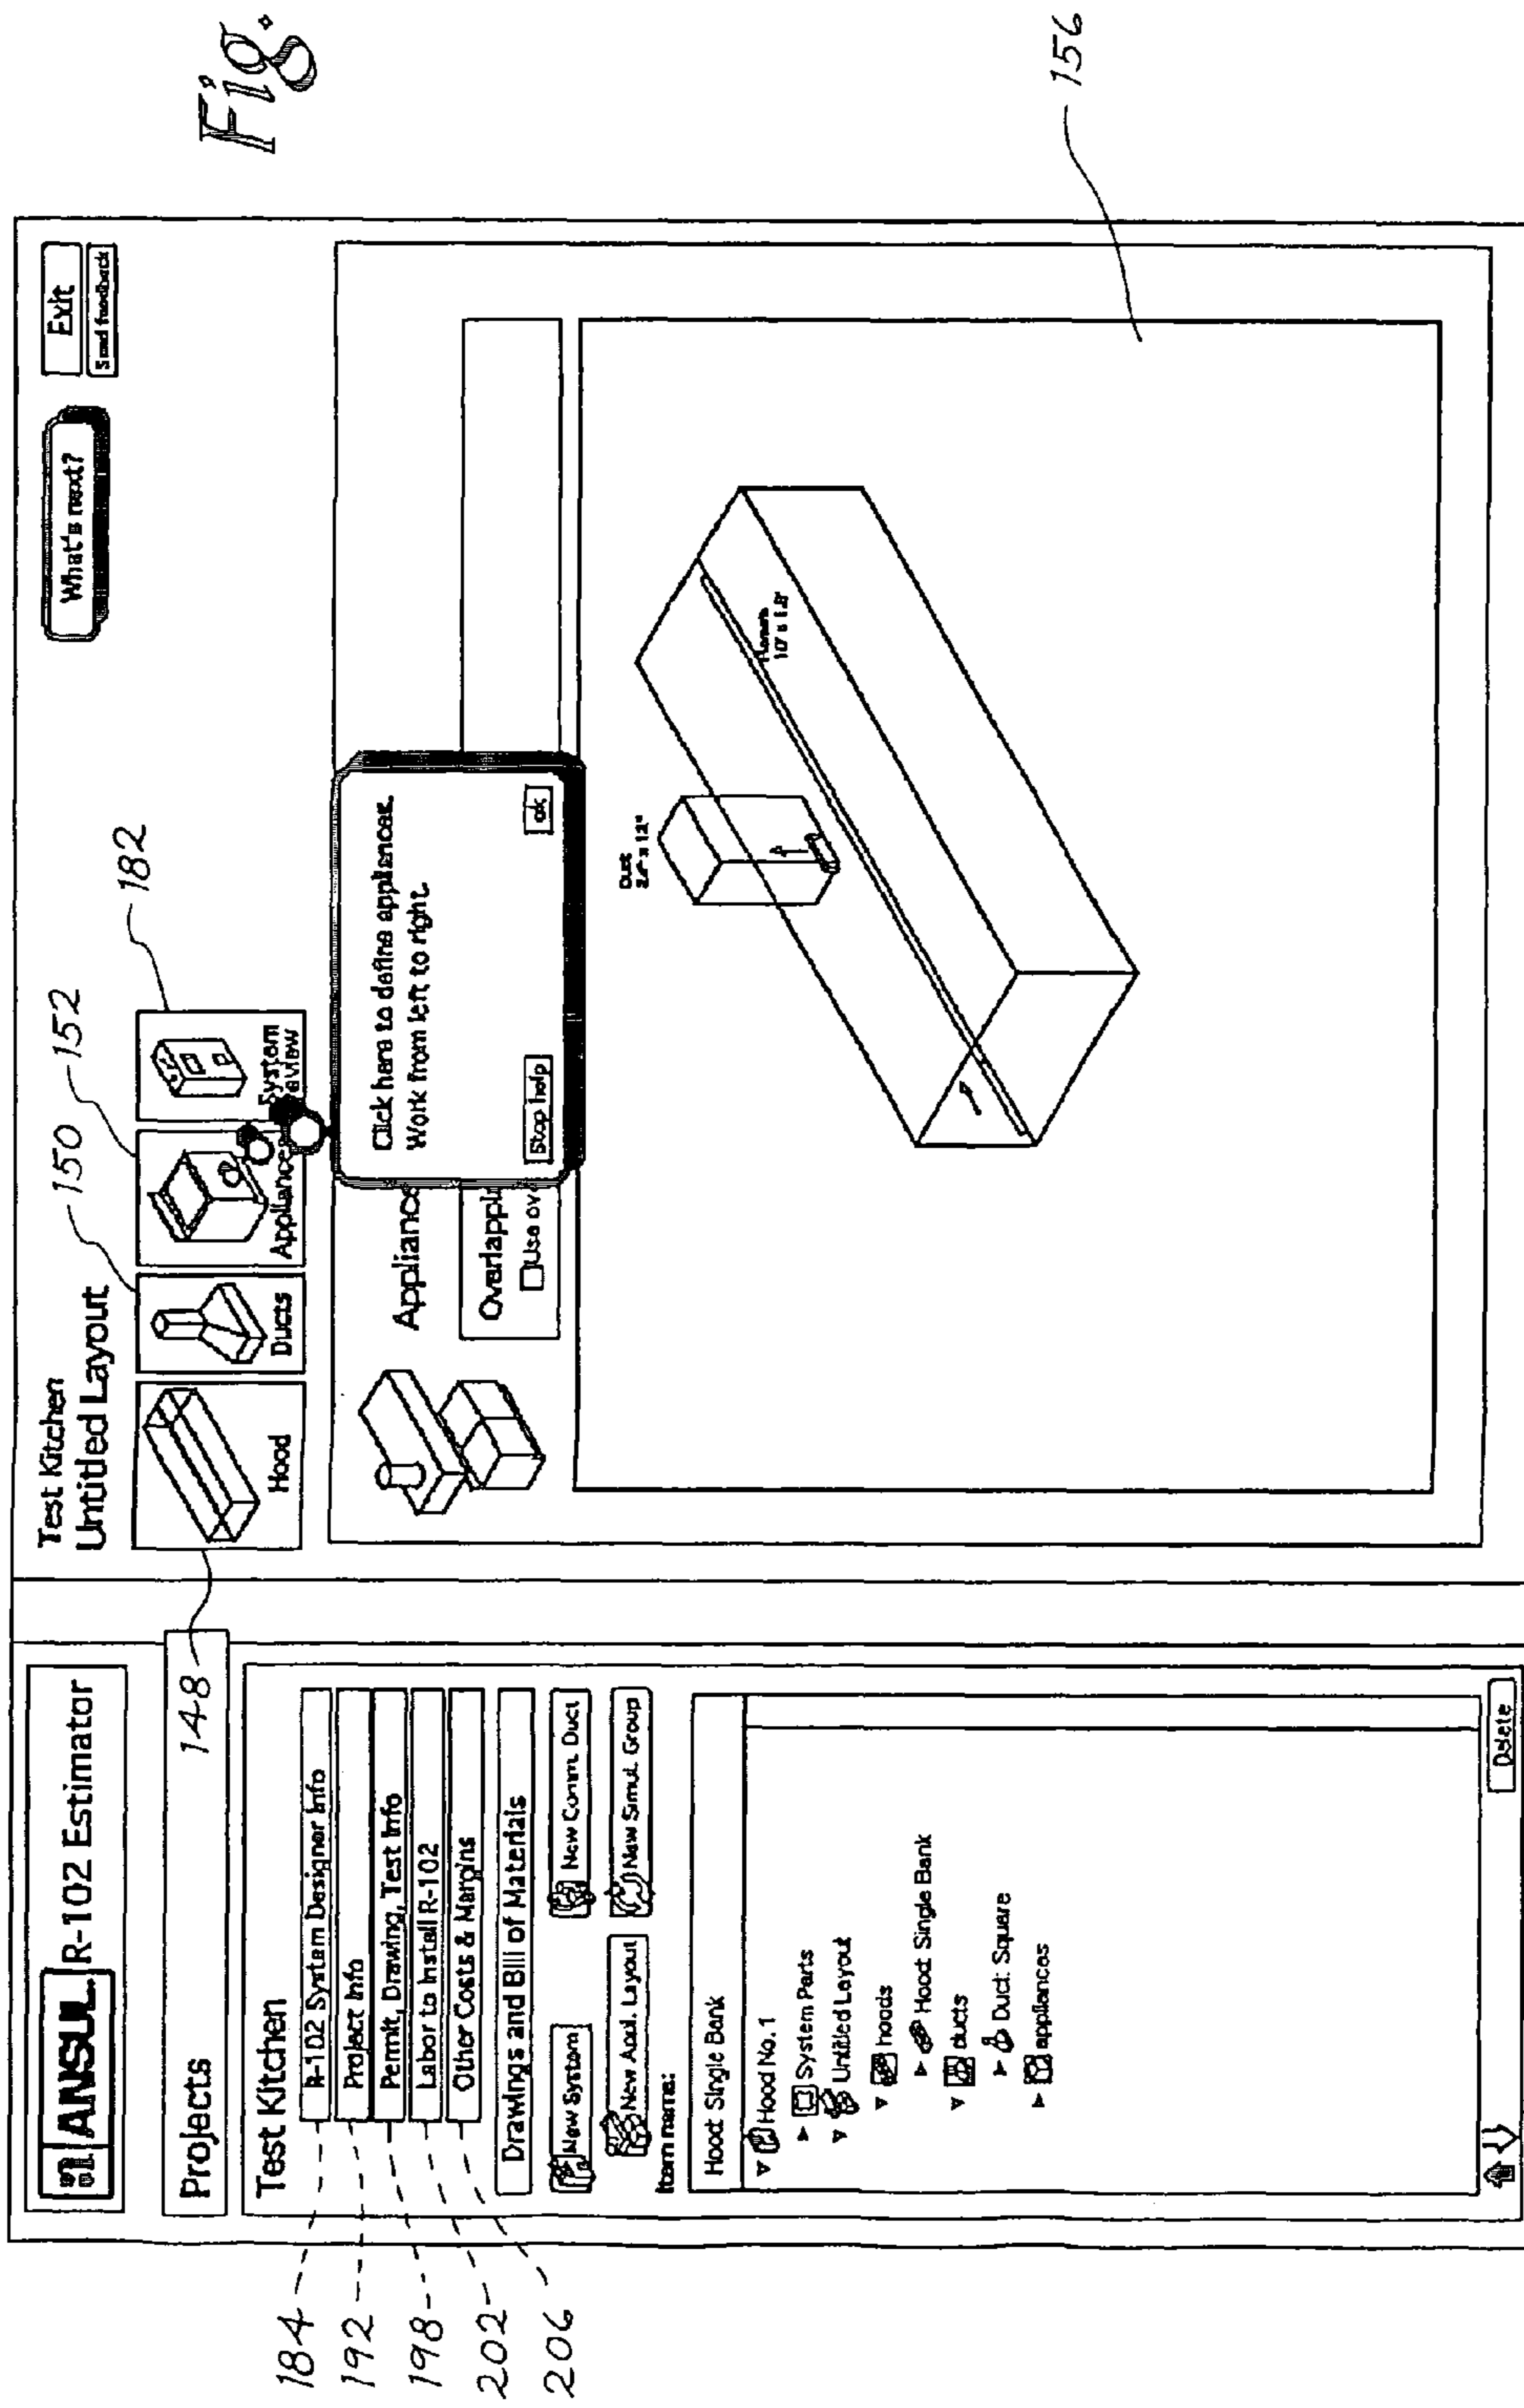 Fig.
ANSUL R-102 Estimator
Projects
148
Test Kitchen
184
R-102 System Designer Info
192
Project Info
198
Permit, Drawing, Test Info
202
Labor to Install R-102
206
Other Costs & Margins
Drawings and Bill of Materials
New System
New Comm. Duct
New Appl. Layout
New Simul. Group
Item name:
Hood: Single Bank
Hood No. 1
System Parts
Untitled Layout
hoods
Hood: Single Bank
ducts
Duct: Square
appliances
Delete
Test Kitchen
Untitled Layout
What's next?
Exit
Send feedback
150
152
182
Hood
Ducts
Appliance
System
Review
Appliance
Overlappi
Use ov
Click here to define appliances.
Work from left to right.
Stop help
ok
Duct
10' x
156